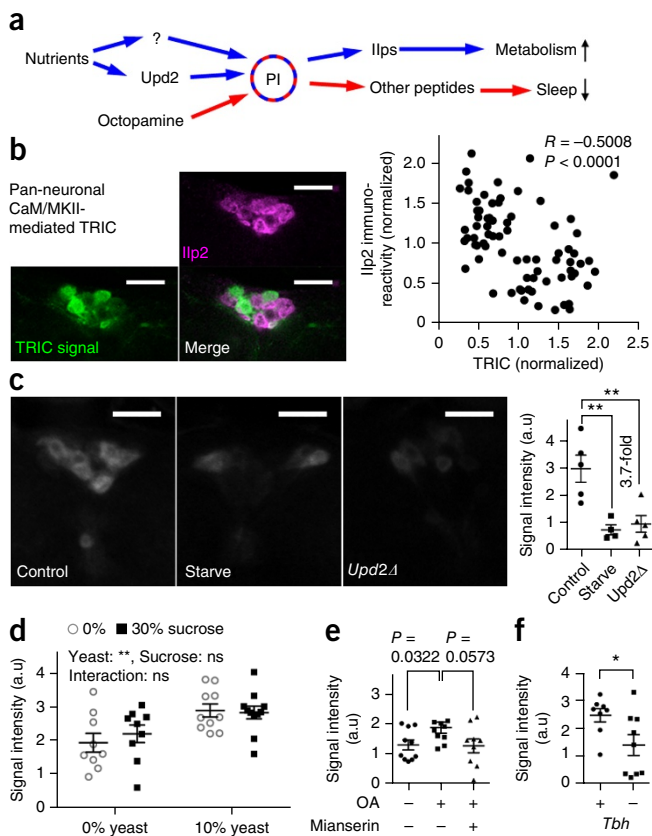 a
Nutrients
?
Upd2
Octopamine
PI
Ilps
Metabolism
Other peptides
Sleep
b
Pan-neuronal
CaM/MKII-
mediated TRIC
Ilp2
TRIC signal
Merge
R = –0.5008
P < 0.0001
Ilp2 immuno-
reactivity (normalized)
2.0
1.5
1.0
0.5
0
0 0.5 1.0 1.5 2.0 2.5
TRIC (normalized)
c
Control
Starve
Upd2Δ
Signal intensity (a.u)
4
3
2
1
0
**
**
3.7-fold
Control
Starve
Upd2Δ
d
0% 30% sucrose
Yeast: **, Sucrose: ns
Interaction: ns
Signal intensity (a.u)
4
3
2
1
0
0% yeast 10% yeast
e
P = P =
0.0322 0.0573
Signal intensity
(a.u)
3
2
1
0
OA – + +
Mianserin – – +
f
*
Signal intensity
(a.u)
4
3
2
1
0
+ –
Tbh